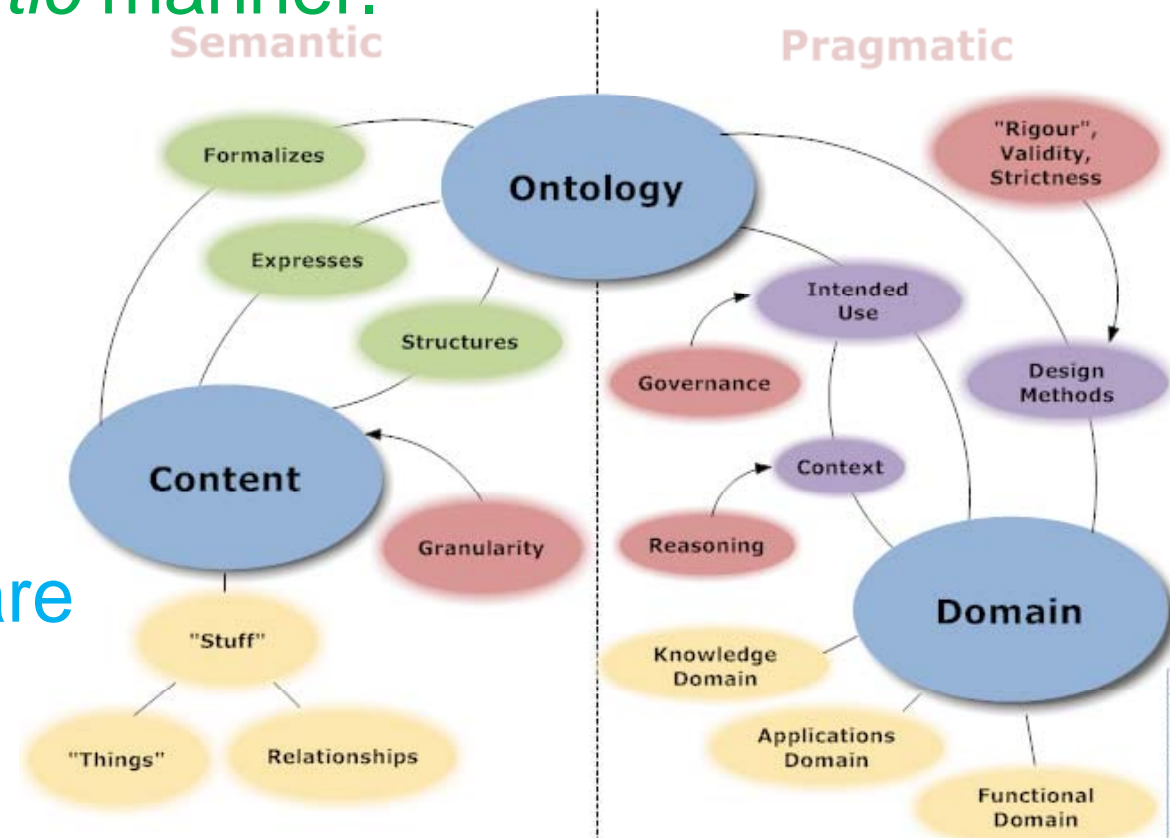 tic manner.
Semantic
Pragmatic
Formalizes
Expresses
Structures
Ontology
"Rigour",
Validity,
Strictness
Intended
Use
Governance
Design
Methods
Content
Context
Granularity
Reasoning
are
"Stuff"
"Things"
Relationships
Domain
Knowledge
Domain
Applications
Domain
Functional
Domain